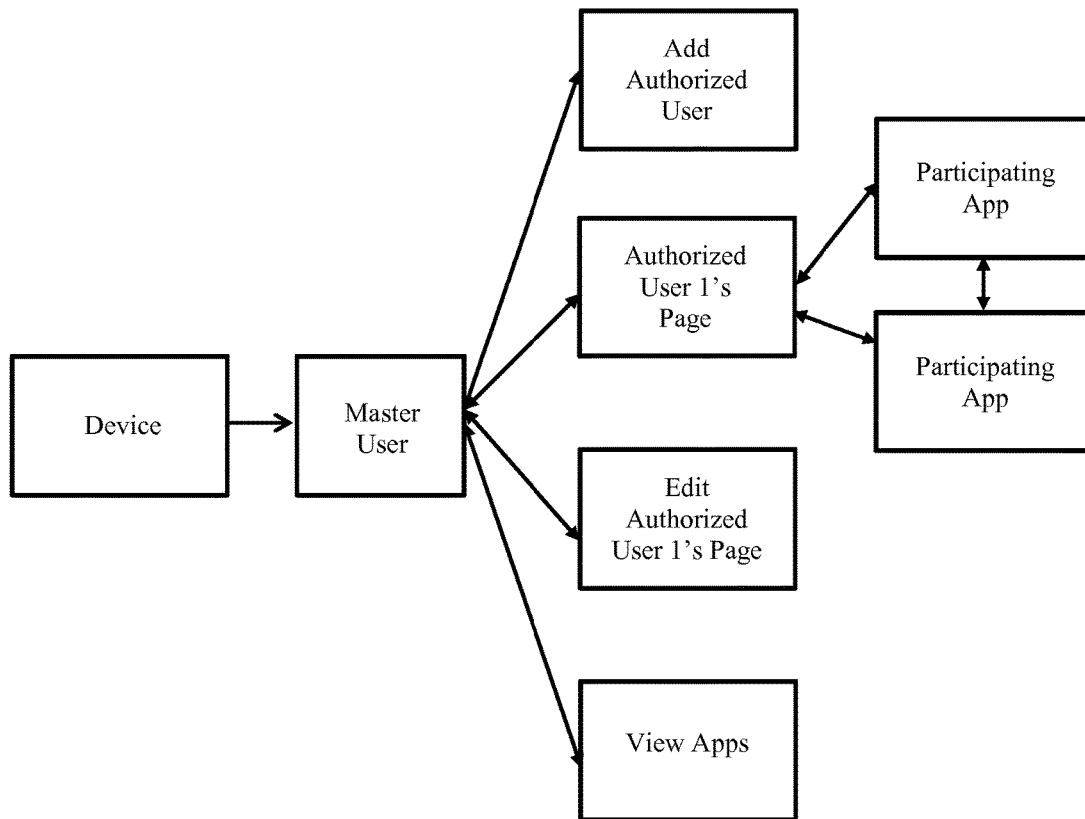 Add
Authorized
User
Participating
App
Authorized
User 1’s
Page
Participating
App
Device
Master
User
Edit
Authorized
User 1’s Page
View Apps